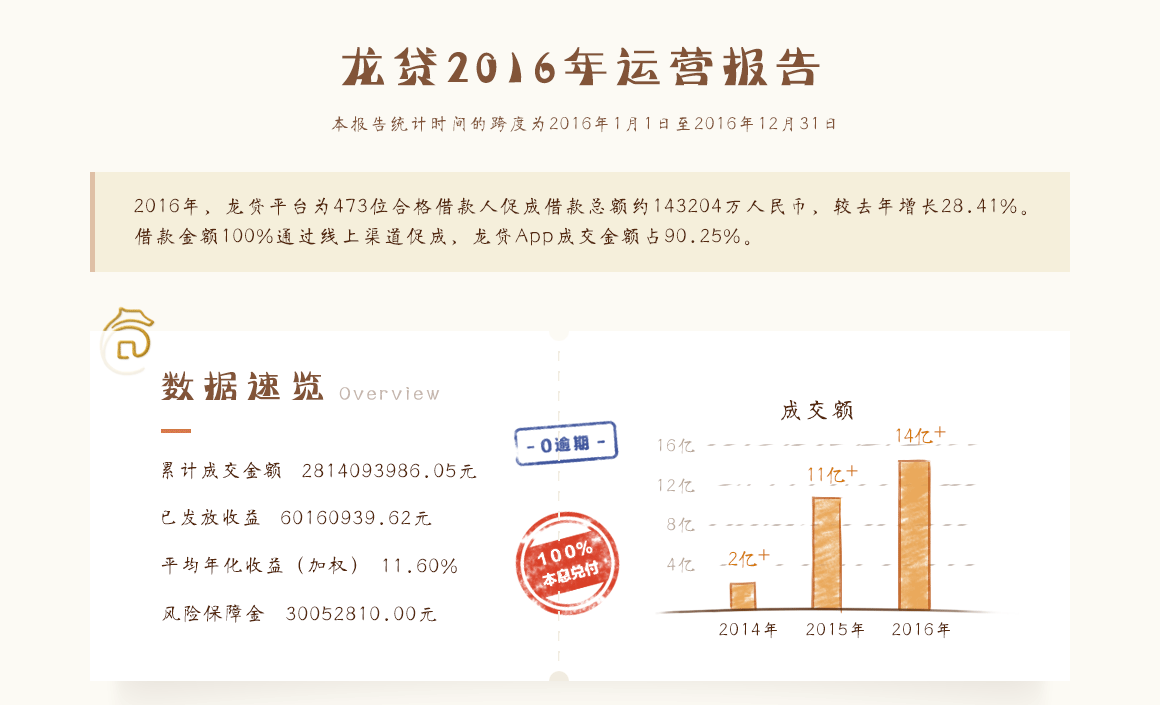 龙贷2016年运营报告
本报告统计时间的跨度为2016年1月1日至2016年12月31日
2016年，龙贷平台为473位合格借款人促成借款总额约143204万人民币，较去年增长28.41%。
借款金额100%通过线上渠道促成，龙贷App成交金额占90.25%。
数据速览 Overview
累计成交金额 2814093986.05元
已发放收益 60160939.62元
平均年化收益（加权） 11.60%
风险保障金 30052810.00元
- 0逾期 -
100%
本息兑付
成交额
16亿
12亿
8亿
4亿
2亿+
11亿+
14亿+
2014年 2015年 2016年